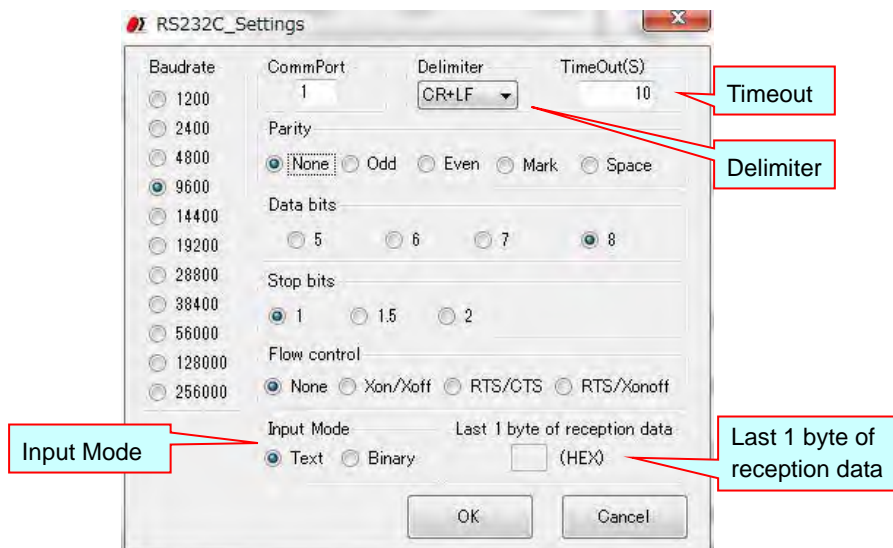 RS232C_Settings
Baudrate CommPort Delimiter TimeOut(S)
1200 1 CR+LF 10
Timeout
2400 Parity
4800 None Odd Even Mark Space
Delimiter
9600
14400 Data bits
19200 5 6 7 8
28800 Stop bits
38400 1 1.5 2
56000
128000 Flow control
256000 None Xon/Xoff RTS/CTS RTS/Xonoff
Input Mode Last 1 byte of reception data
Input Mode
Text Binary (HEX)
Last 1 byte of
reception data
OK Cancel